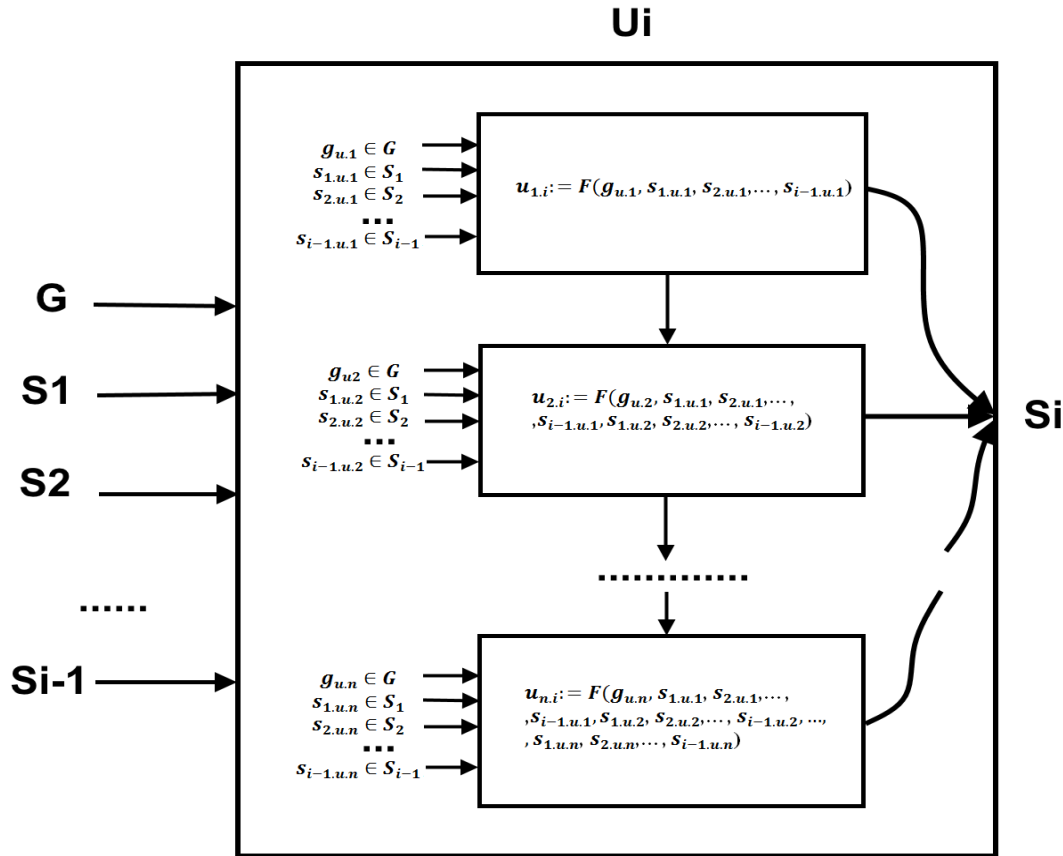 Ui
g_{u.1} ∈ G
s_{1.u.1} ∈ S_1
s_{2.u.1} ∈ S_2
...
s_{i−1.u.1} ∈ S_{i−1}
u_{1.i} := F(g_{u.1}, s_{1.u.1}, s_{2.u.1},..., s_{i−1.u.1})
G
S1
S2
......
Si-1
g_{u2} ∈ G
s_{1.u.2} ∈ S_1
s_{2.u.2} ∈ S_2
...
s_{i−1.u.2} ∈ S_{i−1}
u_{2.i} := F(g_{u.2}, s_{1.u.1}, s_{2.u.1},...,
,s_{i−1.u.1}, s_{1.u.2}, s_{2.u.2},..., s_{i−1.u.2})
Si
.............
g_{u.n} ∈ G
s_{1.u.n} ∈ S_1
s_{2.u.n} ∈ S_2
...
s_{i−1.u.n} ∈ S_{i−1}
u_{n.i} := F(g_{u.n}, s_{1.u.1}, s_{2.u.1},...,
,s_{i−1.u.1}, s_{1.u.2}, s_{2.u.2},..., s_{i−1.u.2}, ...,
, s_{1.u.n}, s_{2.u.n},..., s_{i−1.u.n})